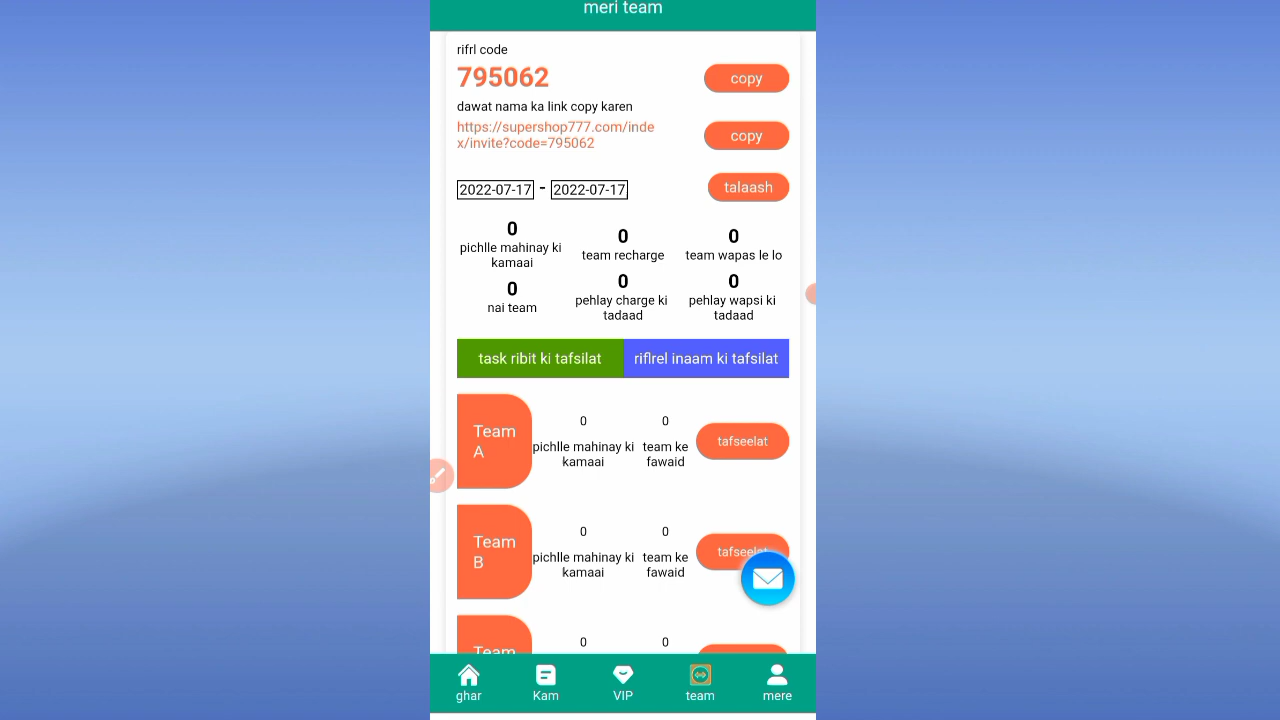 meri team
rifrl code
795062
copy
dawat nama ka link copy karen
https://supershop777.com/inde
x/invite?code=795062
copy
2022-07-17 - 2022-07-17
talaash
0
pichlle mahinay ki
kamaai
0
team recharge
0
team wapas le lo
0
nai team
0
pehlay charge ki
tadaad
0
pehlay wapsi ki
tadaad
task ribit ki tafsilat
riflrel inaam ki tafsilat
Team
A
0
pichlle mahinay ki
kamaai
0
team ke
fawaid
tafseelat
Team
B
0
pichlle mahinay ki
kamaai
0
team ke
fawaid
tafseelat
Team
0
0
ghar
Kam
VIP
team
mere